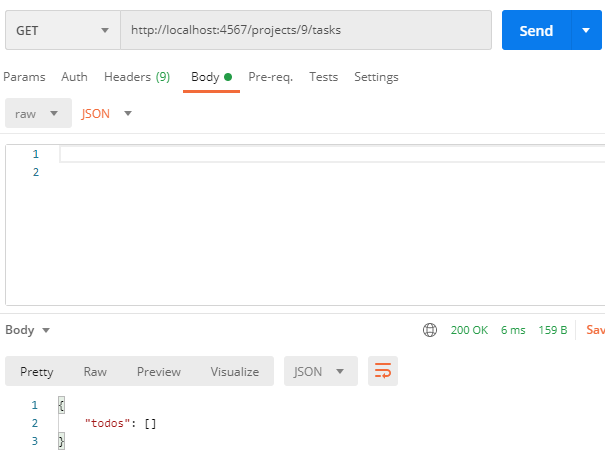 GET http://localhost:4567/projects/9/tasks Send
Params Auth Headers (9) Body Pre-req. Tests Settings
raw JSON
1
2
Body 200 OK 6 ms 159 B Sav
Pretty Raw Preview Visualize JSON
1 {
2 "todos": []
3 }